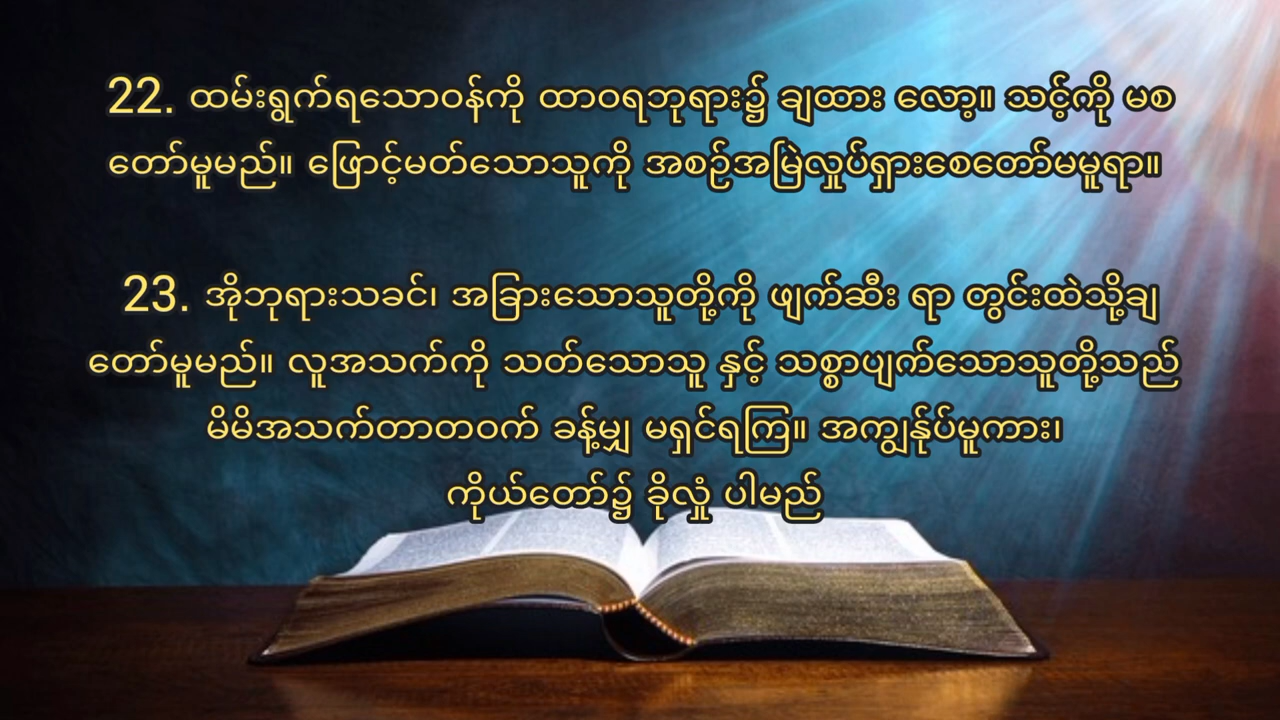 22. ထမ်းရွက်ရသောဝန်ကို ထာဝရဘုရား၌ ချထား လော့။ သင့်ကို မစ
တော်မူမည်။ ဖြောင့်မတ်သောသူကို အစဉ်အမြဲလှုပ်ရှားစေတော်မမူရာ။
23. အိုဘုရားသခင်၊ အခြားသောသူတို့ကို ဖျက်ဆီး ရာ တွင်းထဲသို့ချ
တော်မူမည်။ လူအသက်ကို သတ်သောသူ နှင့် သစ္စာပျက်သောသူတို့သည်
မိမိအသက်တာတဝက် ခန့်မျှ မရှင်ရကြ။ အကျွန်ုပ်မူကား၊
ကိုယ်တော်၌ ခိုလှုံ ပါမည်